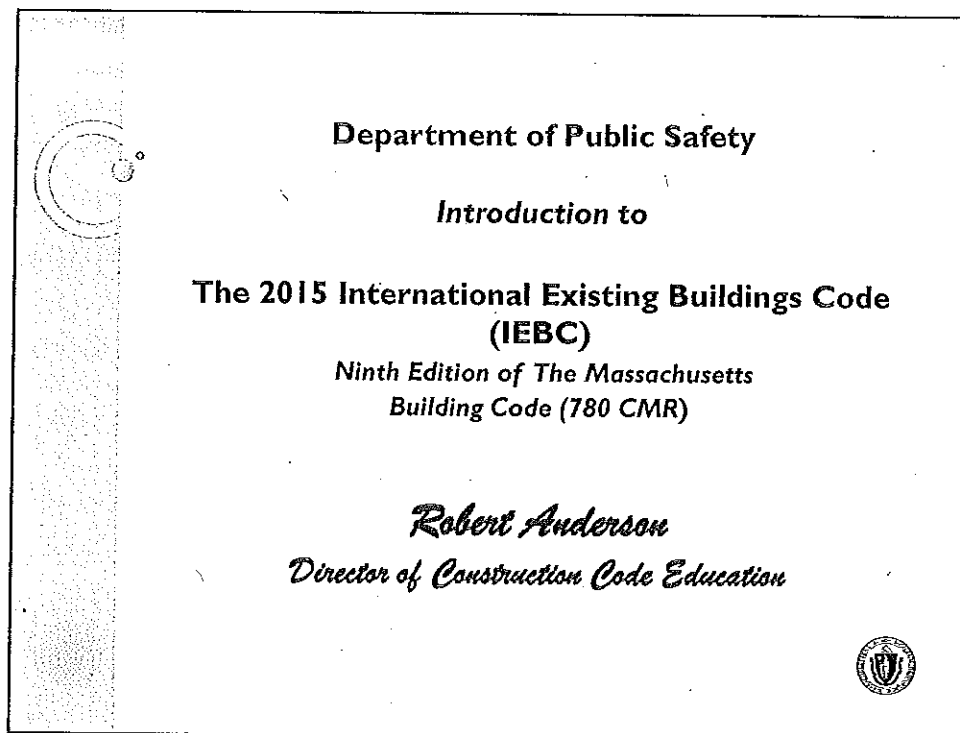 Department of Public Safety
Introduction to
The 2015 International Existing Buildings Code
(IEBC)
Ninth Edition of The Massachusetts
Building Code (780 CMR)
Robert Anderson
Director of Construction Code Education